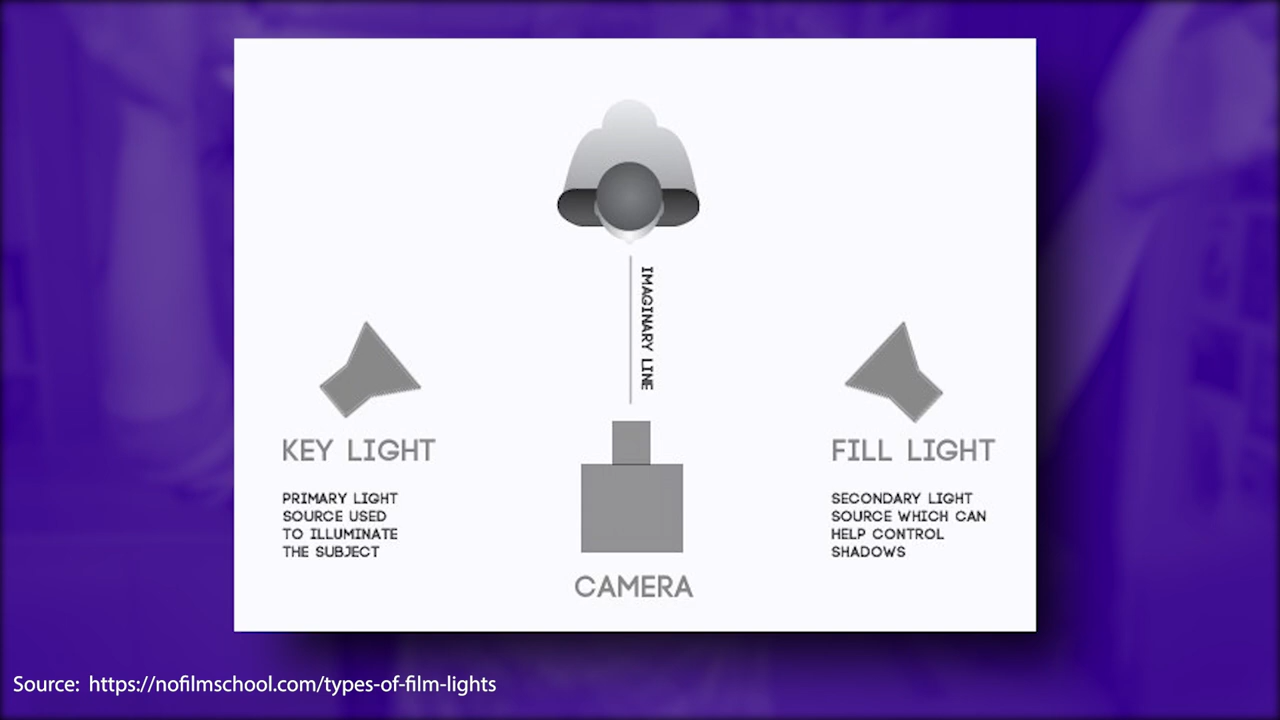 IMAGINARY LINE
KEY LIGHT
PRIMARY LIGHT
SOURCE USED
TO ILLUMINATE
THE SUBJECT
FILL LIGHT
SECONDARY LIGHT
SOURCE WHICH CAN
HELP CONTROL
SHADOWS
CAMERA
Source: https://nofilmschool.com/types-of-film-lights